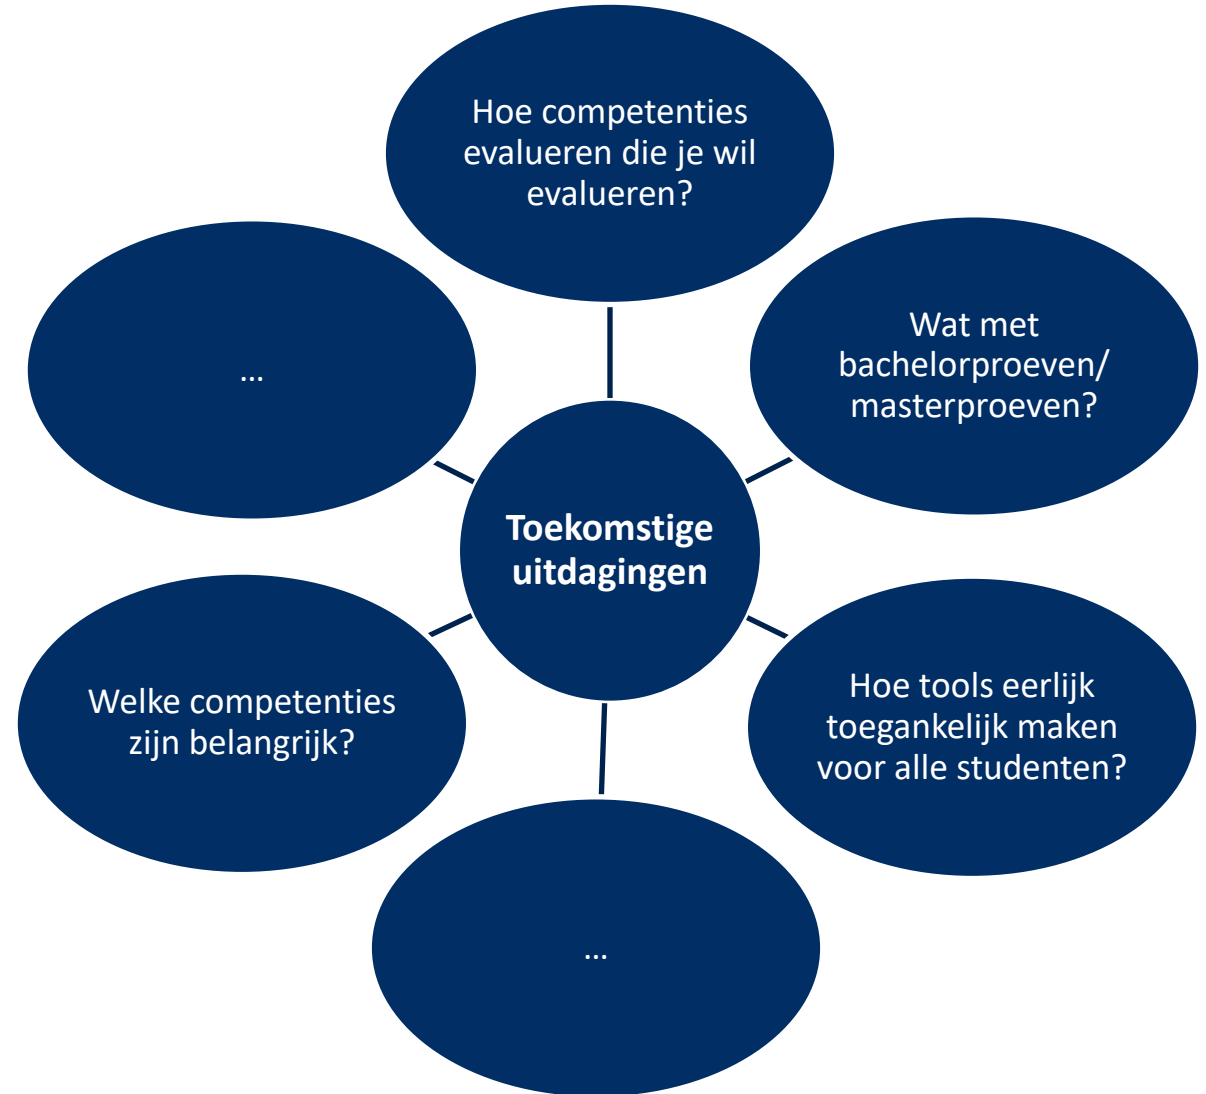 Hoe competenties
evalueren die je wil
evalueren?
Wat met
bachelorproeven/
masterproeven?
...
Toekomstige
uitdagingen
Hoe tools eerlijk
toegankelijk maken
voor alle studenten?
Welke competenties
zijn belangrijk?
...